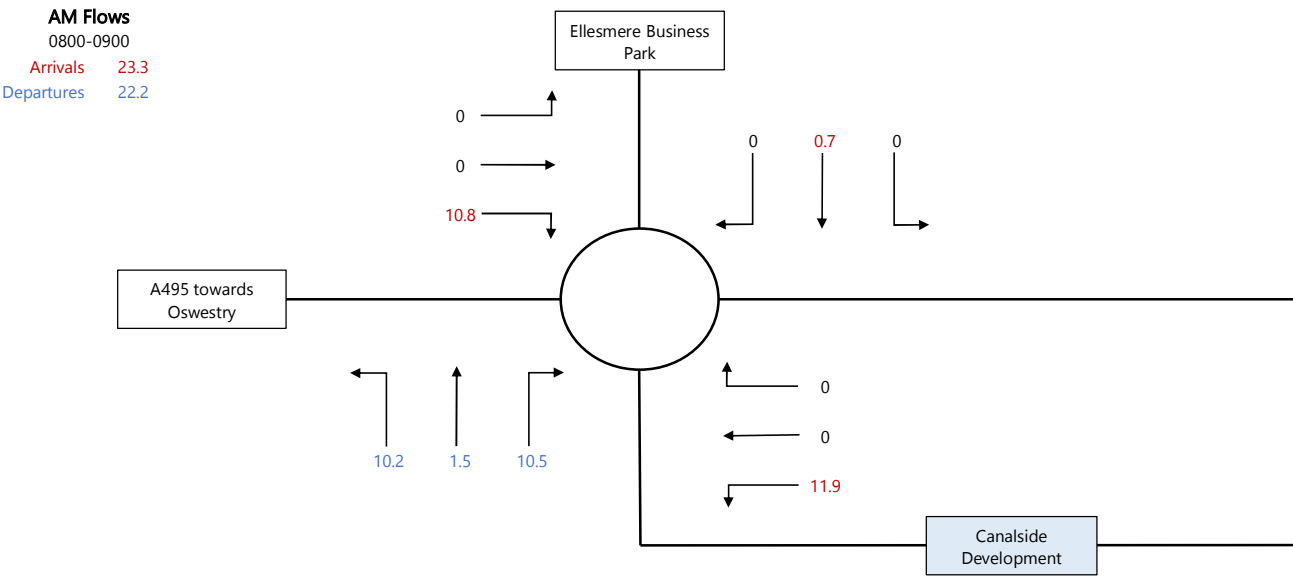 AM Flows
0800-0900
Arrivals 23.3
Departures 22.2
Ellesmere Business
Park
0
0
10.8
0 0.7 0
A495 towards
Oswestry
10.2 1.5 10.5
0
0
11.9
Canalside
Development